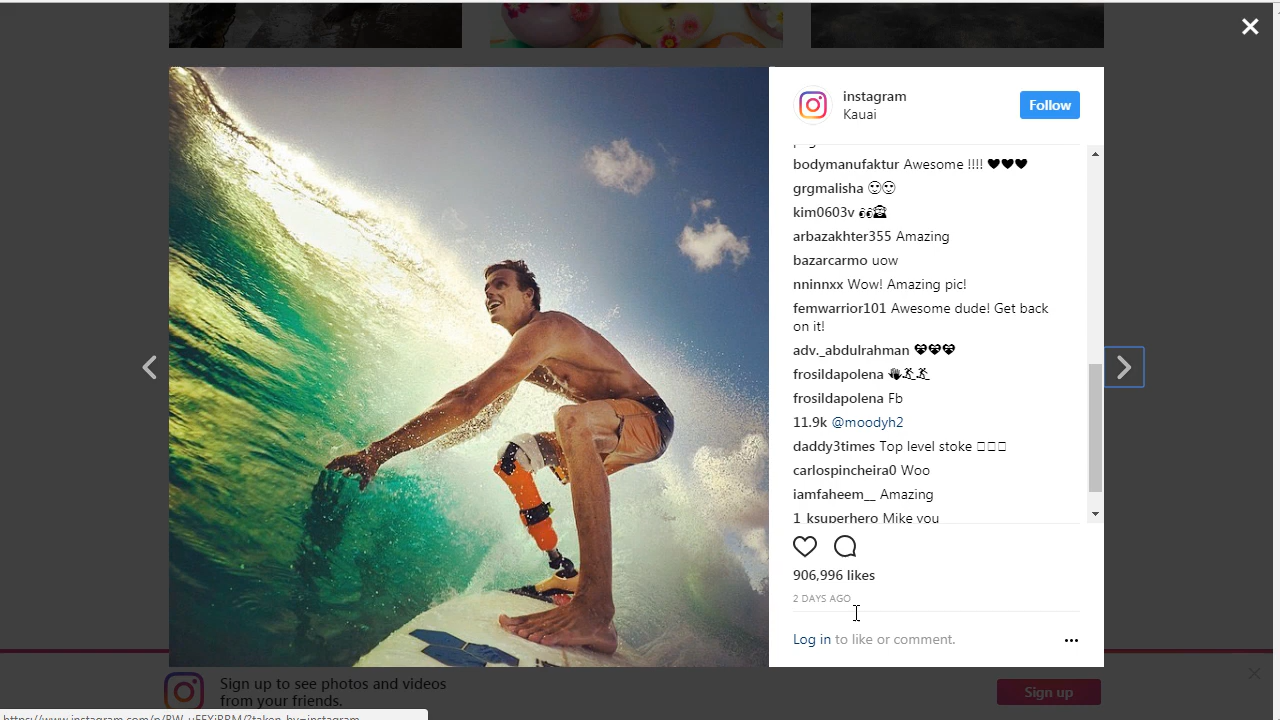 instagram
Kauai
Follow
bodymanufaktur Awesome !!!! ♥♥♥
grgmalisha
kim0603v
arbazakhter355 Amazing
bazarcarmo uow
nninnxx Wow! Amazing pic!
femwarrior101 Awesome dude! Get back
on it!
adv._abdulrahman
frosildapolena
frosildapolena Fb
11.9k @moodyh2
daddy3times Top level stoke
carlospincheira0 Woo
iamfaheem__ Amazing
1_ksuperhero Mike you
906,996 likes
2 DAYS AGO
Log in to like or comment.
Sign up to see photos and videos
from your friends.
Sign up